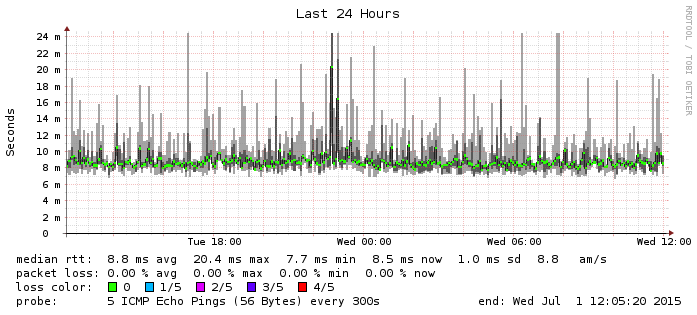 Last 24 Hours
RRDTOOL / TOBI OETIKER
Seconds
24 m
22 m
20 m
18 m
16 m
14 m
12 m
10 m
8 m
6 m
4 m
2 m
0
Tue 18:00 Wed 00:00 Wed 06:00 Wed 12:00
median rtt: 8.8 ms avg 20.4 ms max 7.7 ms min 8.5 ms now 1.0 ms sd 8.8 am/s
packet loss: 0.00 % avg 0.00 % max 0.00 % min 0.00 % now
loss color: 0 1/5 2/5 3/5 4/5
probe: 5 ICMP Echo Pings (56 Bytes) every 300s end: Wed Jul 1 12:05:20 2015